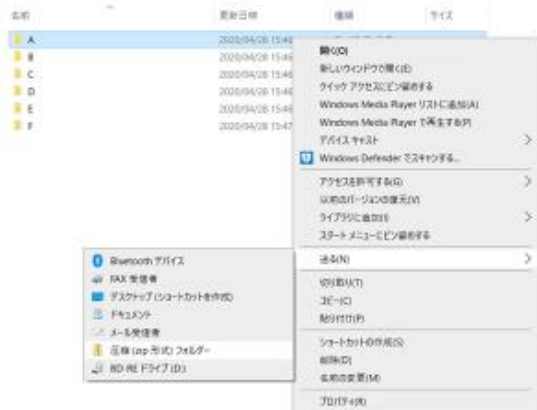 名前 更新日時 種類 サイズ
A 2020/04/28 15:46
B 2020/04/28 15:46
C 2020/04/28 15:46
D 2020/04/28 15:46
E 2020/04/28 15:46
F 2020/04/28 15:47
開く(O)
新しいウィンドウで開く(E)
クイック アクセスにピン留めする
Windows Media Player リストに追加(A)
Windows Media Player で再生する(P)
デバイス キャスト
Windows Defender でスキャンする...
アクセスを許可する(G)
以前のバージョンの復元(V)
ライブラリに追加(I)
スタート メニューにピン留めする
送る(N)
切り取り(T)
コピー(C)
貼り付け(P)
ショートカットの作成(S)
削除(D)
名前の変更(M)
プロパティ(R)
Bluetooth デバイス
FAX 受信者
デスクトップ (ショートカットを作成)
ドキュメント
メール受信者
圧縮 (zip 形式) フォルダー
BD-RE ドライブ (D:)